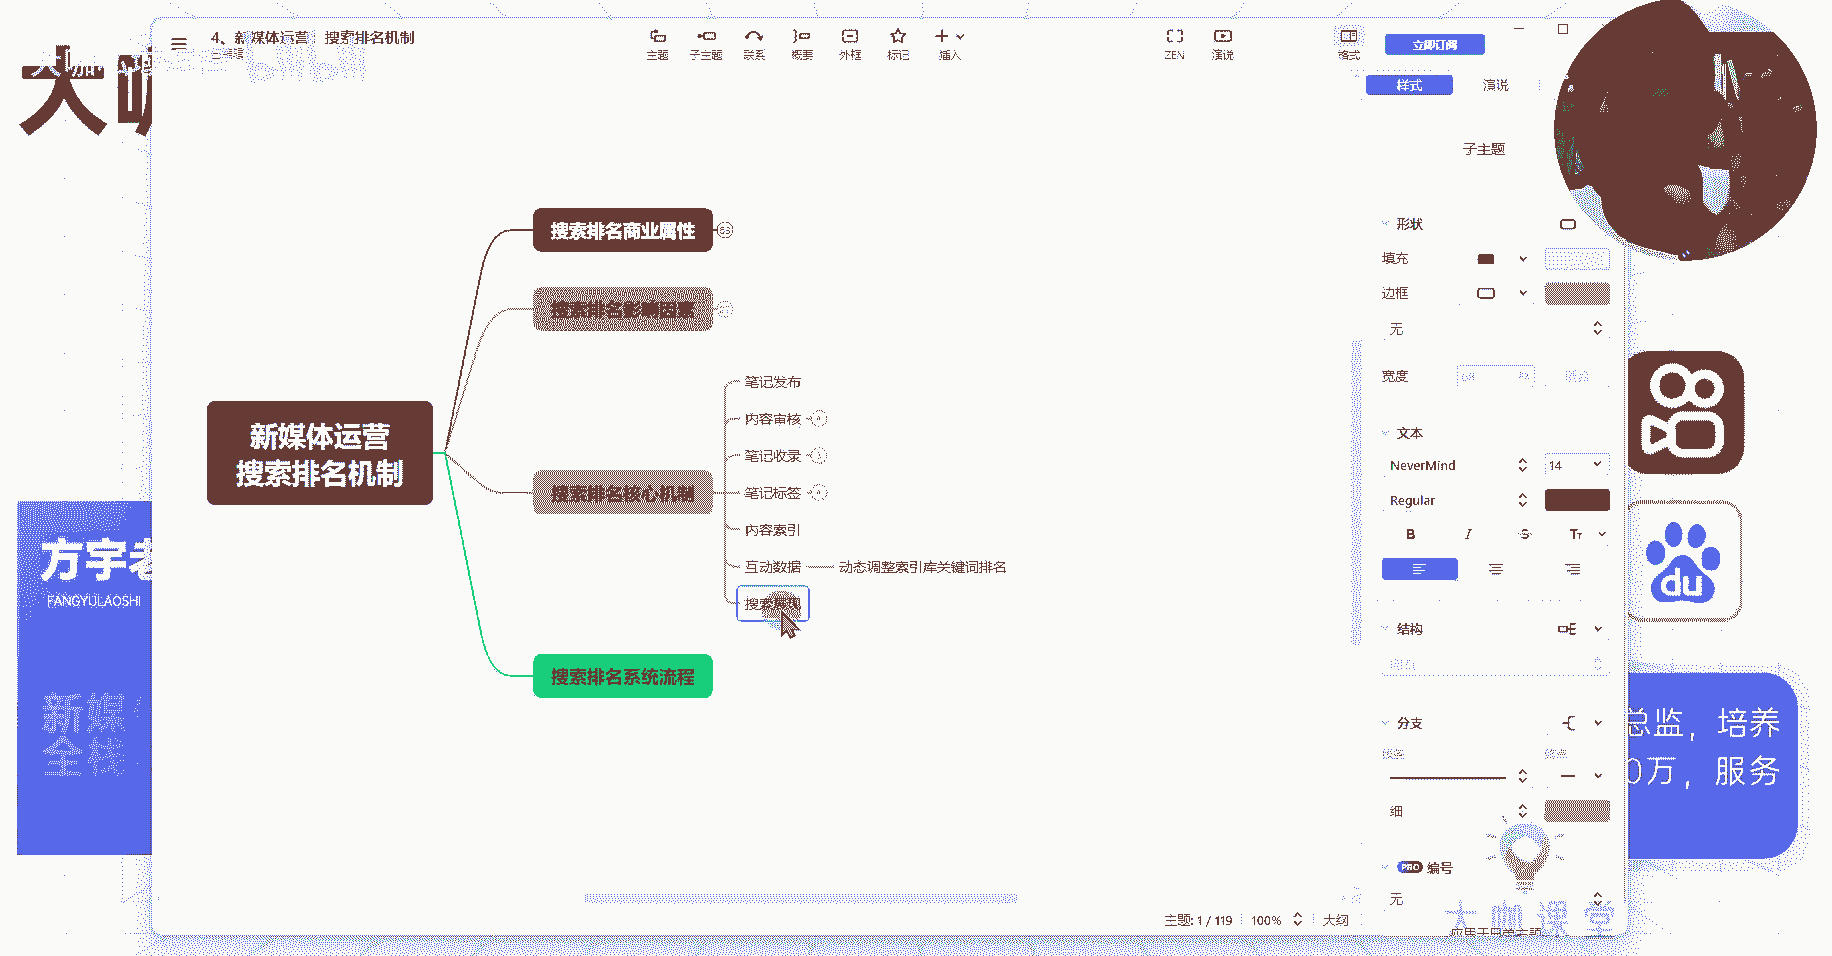 4、新媒体运营 搜索排名机制
已编辑
bilibili
主题
子主题
联系
概要
外框
标记
插入
ZEN
演说
格式
立即订阅
样式
演说
子主题
大咖
搜索排名商业属性
搜索排名影响因素
新媒体运营
搜索排名机制
搜索排名核心机制
笔记发布
内容审核
笔记收录
笔记标签
内容索引
互动数据
动态调整索引库关键词排名
搜索展现
搜索排名系统流程
形状
填充
边框
无
宽度
文本
NeverMind
14
Regular
B
I
S
Tт
结构
分支
细
PRO 编号
无
方宇老
FANGYULAOSHI
新媒
全栈
du
总监，培养
0万，服务
大咖课堂
主题: 1 / 119
100%
大纲